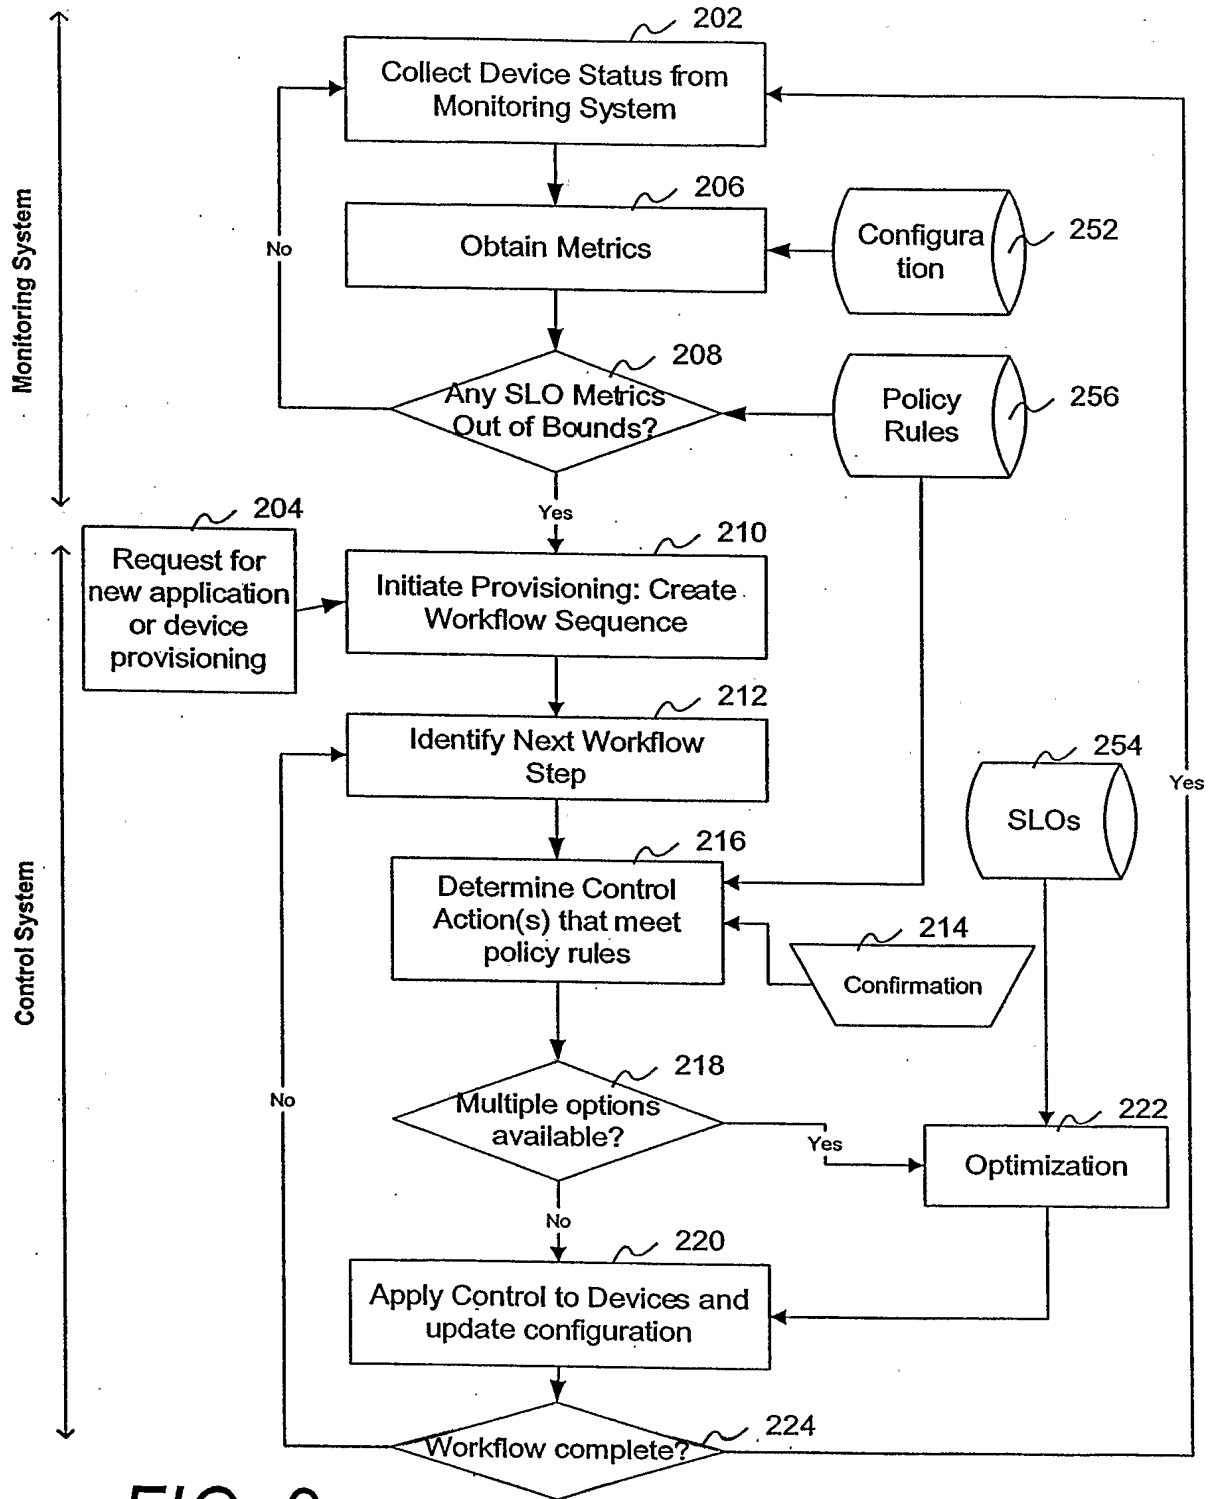 202
Collect Device Status from
Monitoring System
206
Obtain Metrics
Configura
tion
252
No
Monitoring System
208
Any SLO Metrics
Out of Bounds?
Policy
Rules
256
Yes
204
Request for
new application
or device
provisioning
210
Initiate Provisioning: Create
Workflow Sequence
212
Identify Next Workflow
Step
254
SLOs
Yes
216
Determine Control
Action(s) that meet
policy rules
214
Confirmation
Control System
218
Multiple options
available?
Yes
222
Optimization
No
No
220
Apply Control to Devices and
update configuration
224
Workflow complete?